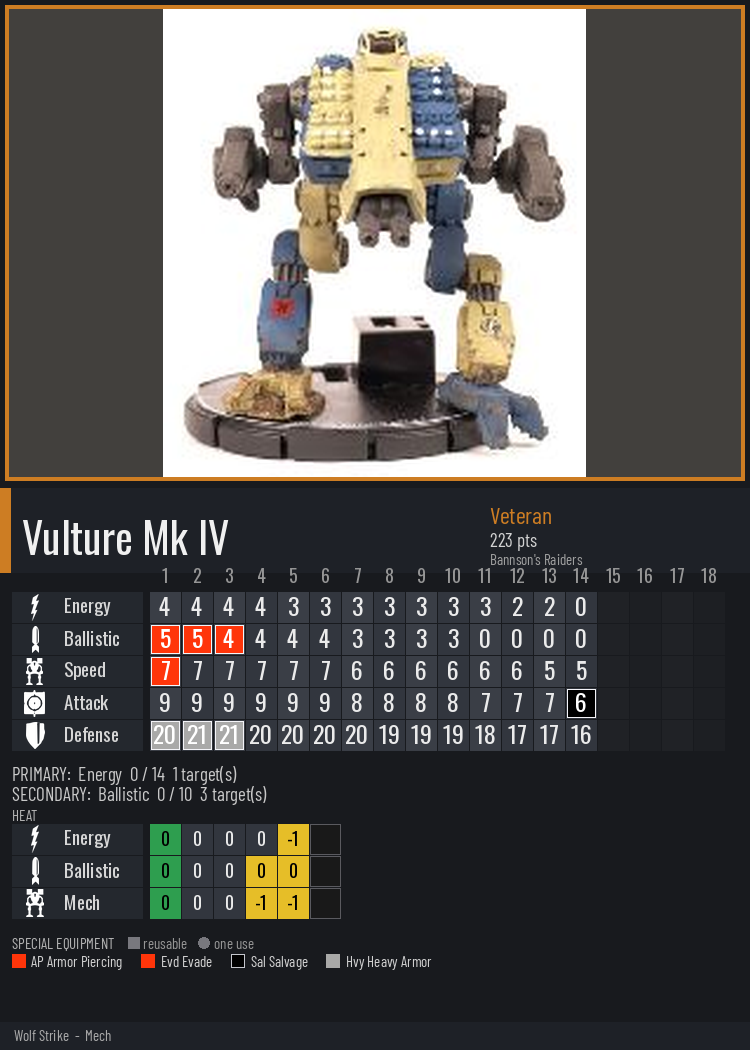 Vulture Mk IV
Veteran
223 pts
Bannson's Raiders
1 2 3 4 5 6 7 8 9 10 11 12 13 14 15 16 17 18
Energy 4 4 4 4 3 3 3 3 3 3 3 2 2 0
Ballistic 5 5 4 4 4 4 3 3 3 3 0 0 0 0
Speed 7 7 7 7 7 7 6 6 6 6 6 6 5 5
Attack 9 9 9 9 9 9 8 8 8 8 7 7 7 6
Defense 20 21 21 20 20 20 20 19 19 19 18 17 17 16
PRIMARY: Energy 0 / 14 1 target(s)
SECONDARY: Ballistic 0 / 10 3 target(s)
HEAT
Energy 0 0 0 0 -1
Ballistic 0 0 0 0 0
Mech 0 0 0 -1 -1
SPECIAL EQUIPMENT reusable one use
AP Armor Piercing Evd Evade Sal Salvage Hvy Heavy Armor
Wolf Strike - Mech